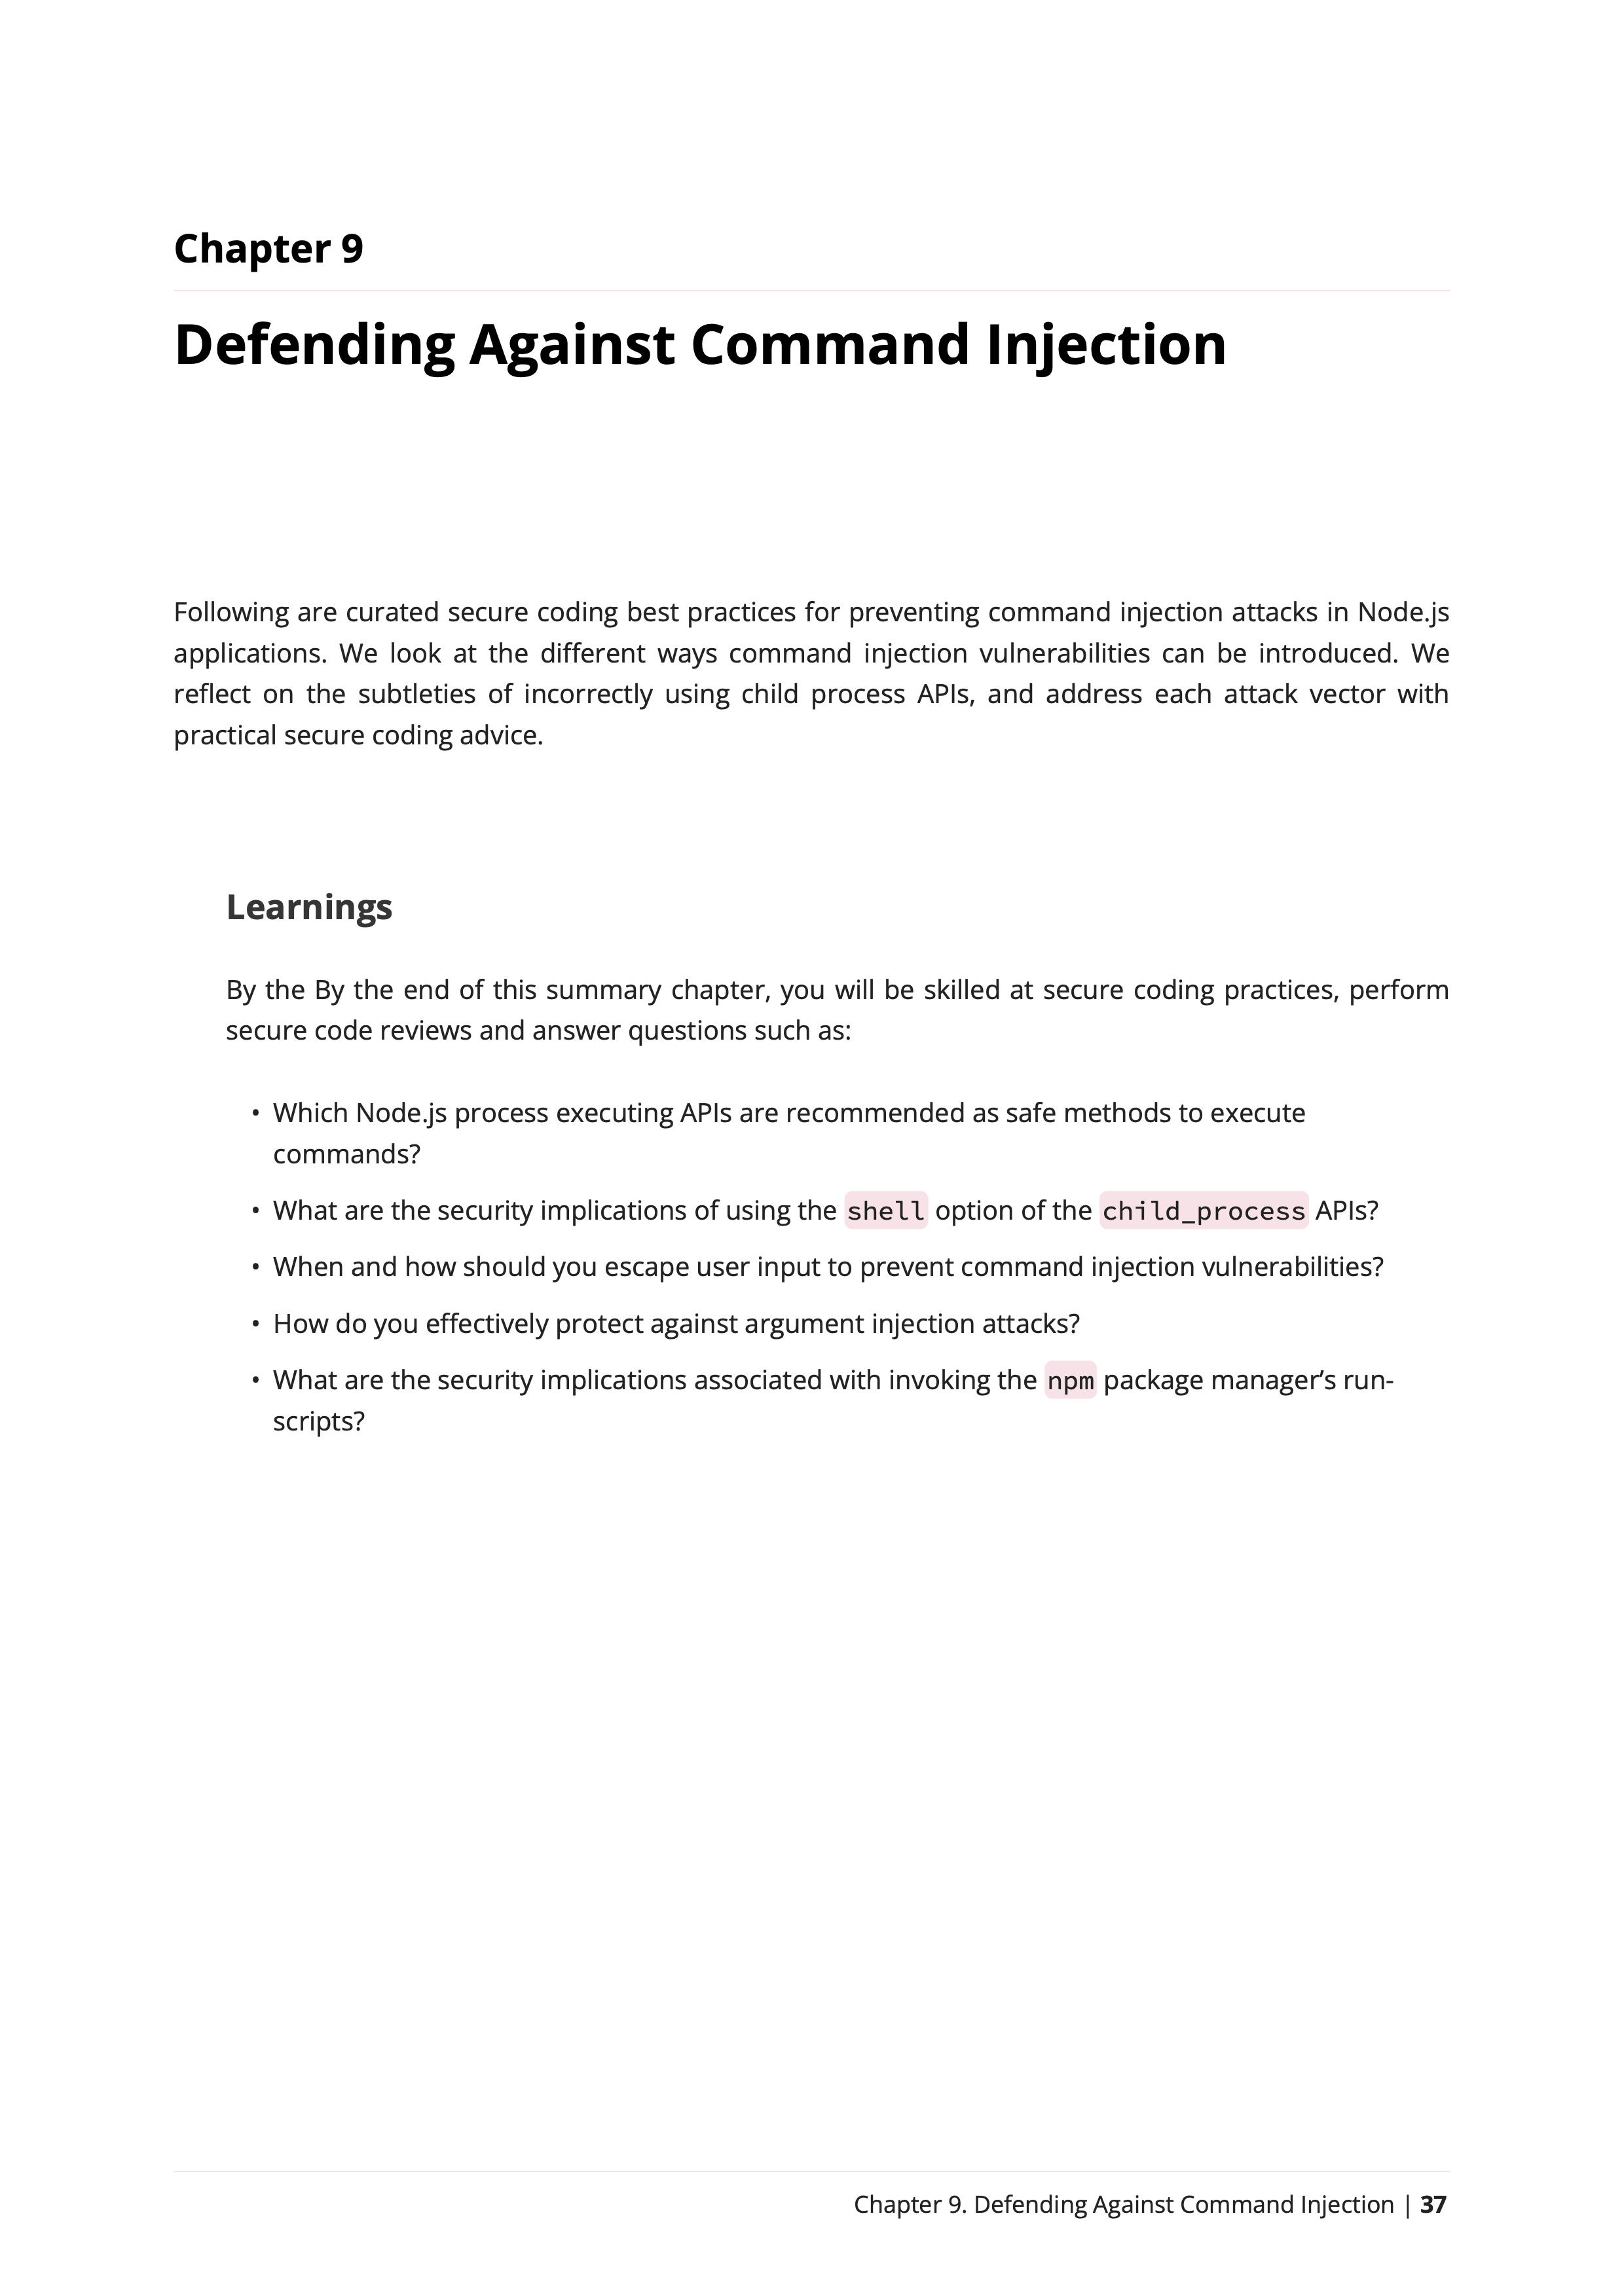 Chapter 9
Defending Against Command Injection
Following are curated secure coding best practices for preventing command injection attacks in Node.js
applications. We look at the different ways command injection vulnerabilities can be introduced. We
reflect on the subtleties of incorrectly using child process APIs, and address each attack vector with
practical secure coding advice.
Learnings
By the By the end of this summary chapter, you will be skilled at secure coding practices, perform
secure code reviews and answer questions such as:
• Which Node.js process executing APIs are recommended as safe methods to execute
commands?
• What are the security implications of using the shell option of the child_process APIs?
• When and how should you escape user input to prevent command injection vulnerabilities?
• How do you effectively protect against argument injection attacks?
• What are the security implications associated with invoking the npm package manager’s run-
scripts?
Chapter 9. Defending Against Command Injection | 37